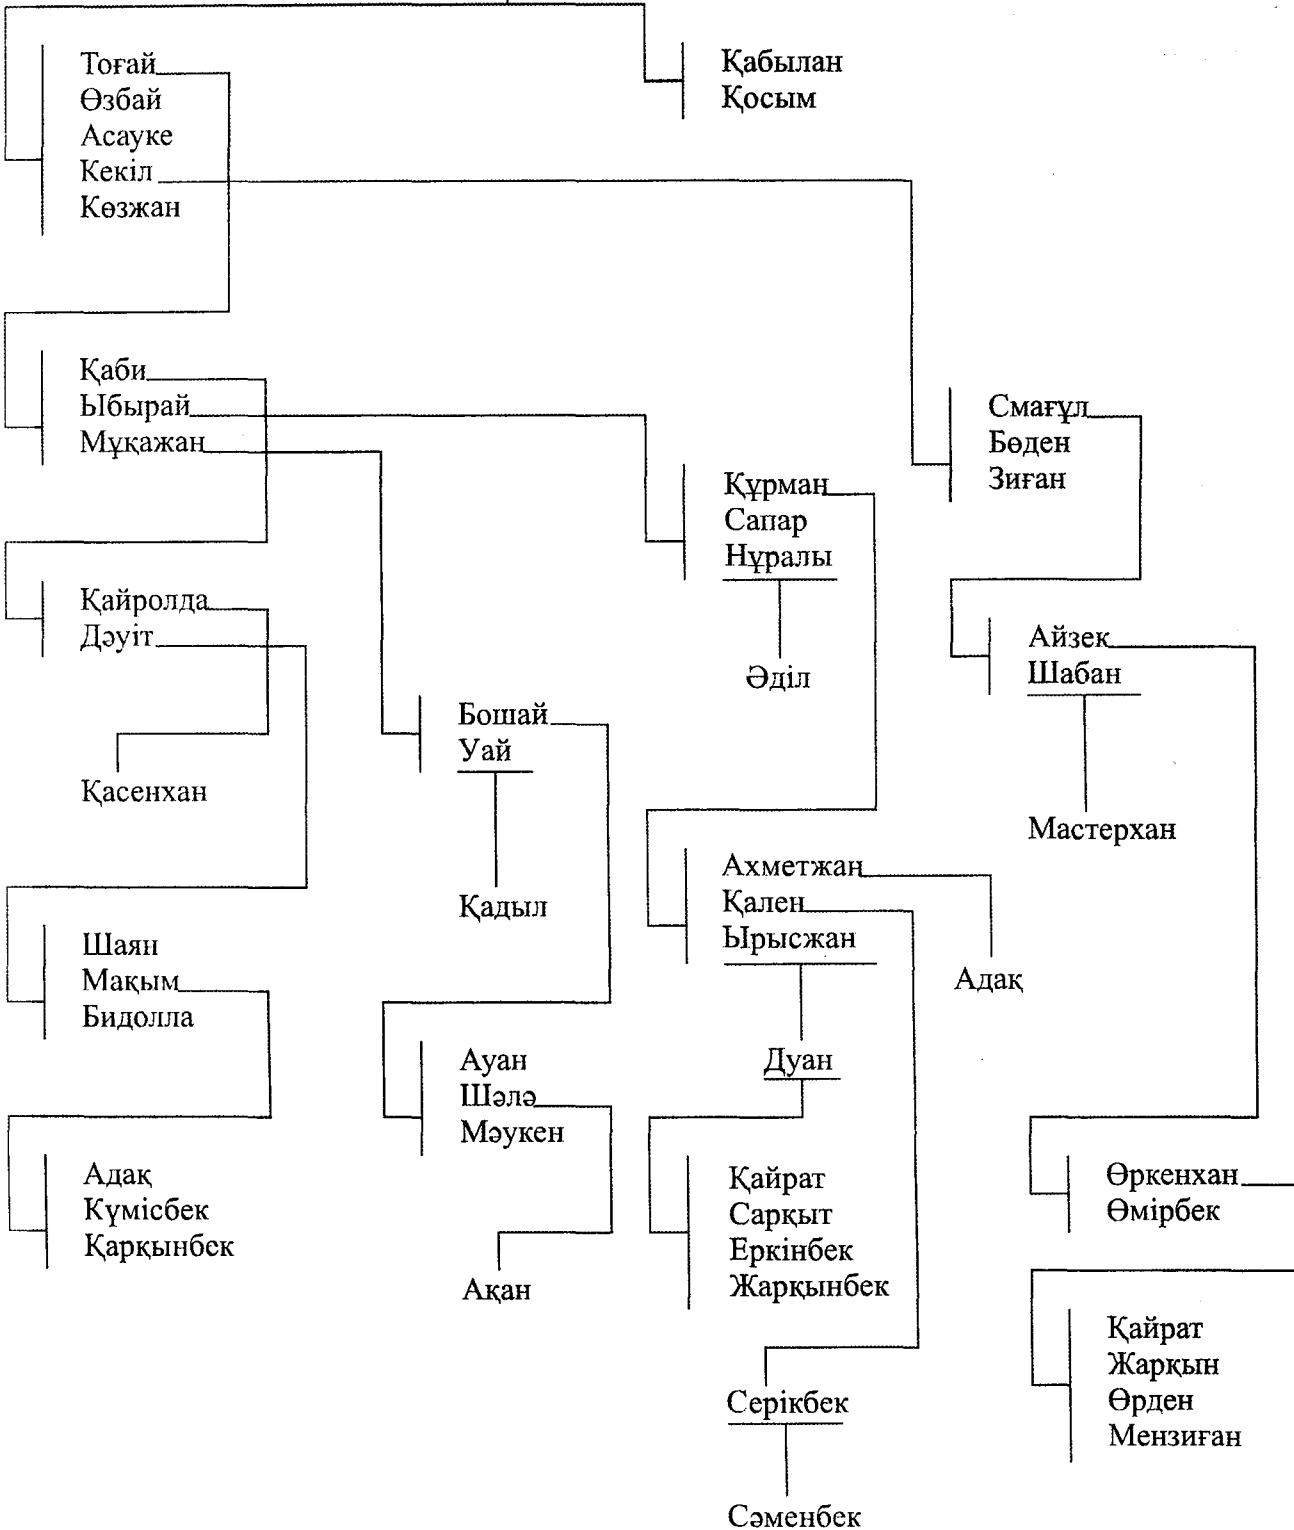 Тоғай
Өзбай
Асауке
Кекіл
Көзжан
Қабылан
Қосым
Қаби
Ыбырай
Мұқажан
Смағұл
Бөден
Зиған
Құрман
Сапар
Нұралы
Әділ
Қайролда
Дәуіт
Айзек
Шабан
Қасенхан
Бошай
Уай
Мастерхан
Қадыл
Ахметжан
Қален
Ырысжан
Адақ
Шаян
Мақым
Бидолла
Ауан
Шәлә
Мәукен
Дуан
Адақ
Күмісбек
Қарқынбек
Ақан
Қайрат
Сарқыт
Еркінбек
Жарқынбек
Өркенхан
Өмірбек
Қайрат
Жарқын
Өрден
Мензиған
Серікбек
Сәменбек